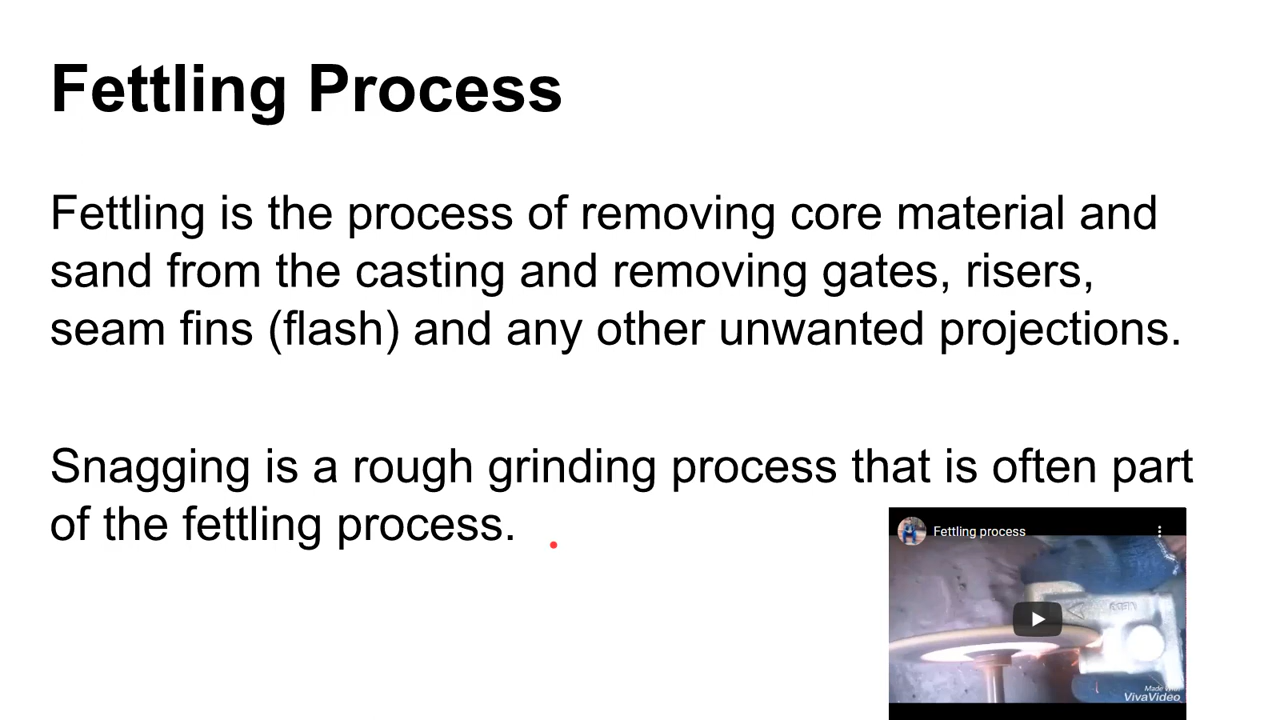 Fettling Process
Fettling is the process of removing core material and
sand from the casting and removing gates, risers,
seam fins (flash) and any other unwanted projections.
Snagging is a rough grinding process that is often part
of the fettling process.
Fettling process
Made With
VivaVideo